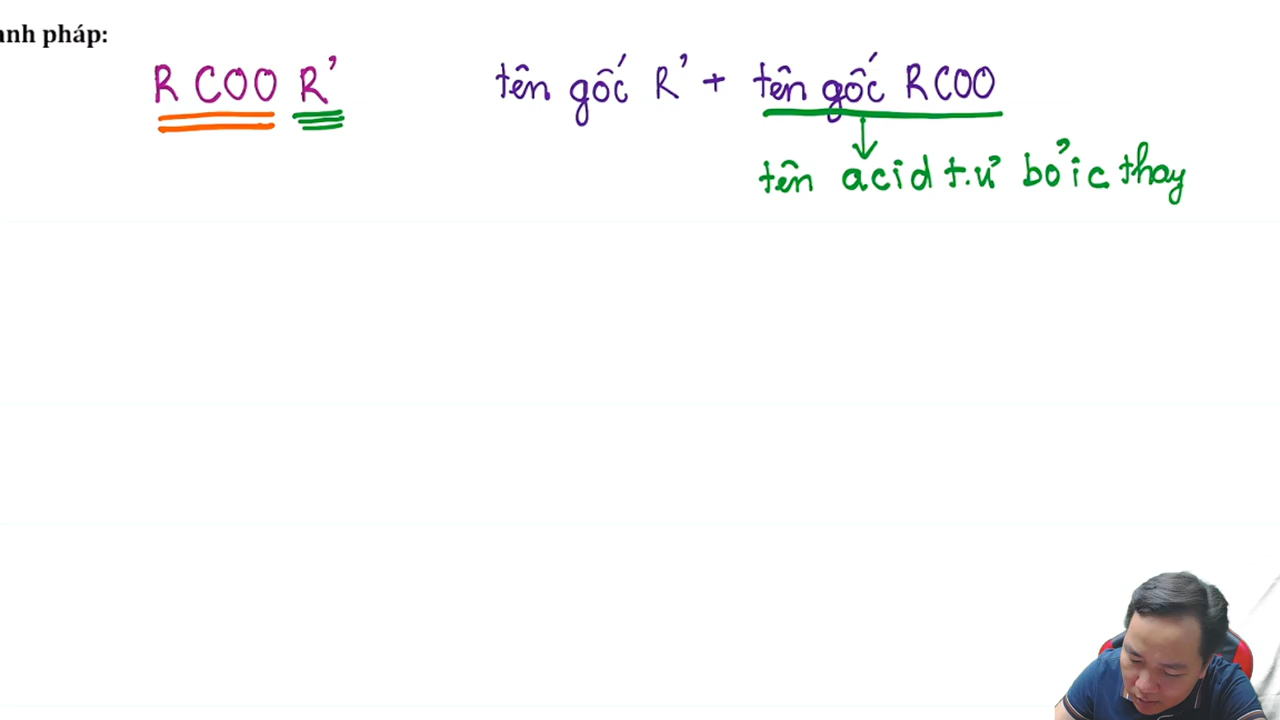 anh pháp:
RCOOR' tên gốc R' + tên gốc RCOO
tên acid t.ư bỏ ic thay